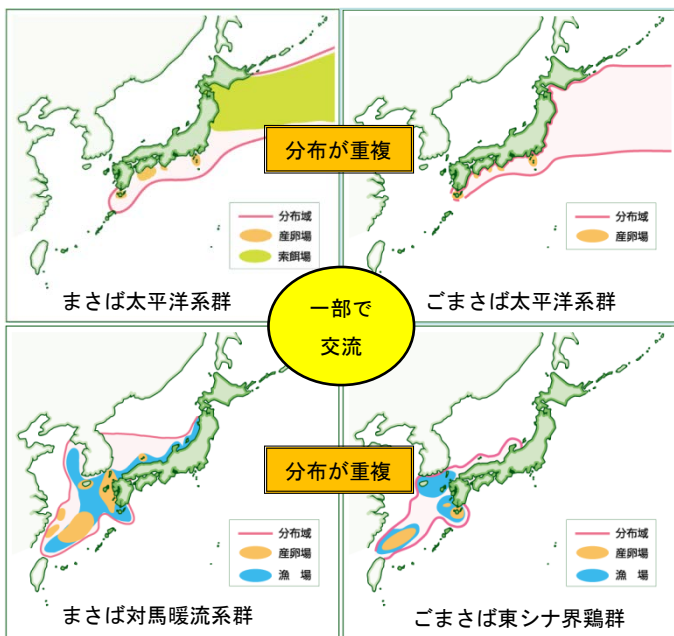 分布が重複
分布域
産卵場
索餌場
まさば太平洋系群
分布域
産卵場
ごまさば太平洋系群
一部で
交流
分布が重複
分布域
産卵場
漁 場
まさば対馬暖流系群
分布域
産卵場
漁 場
ごまさば東シナ界鶏群